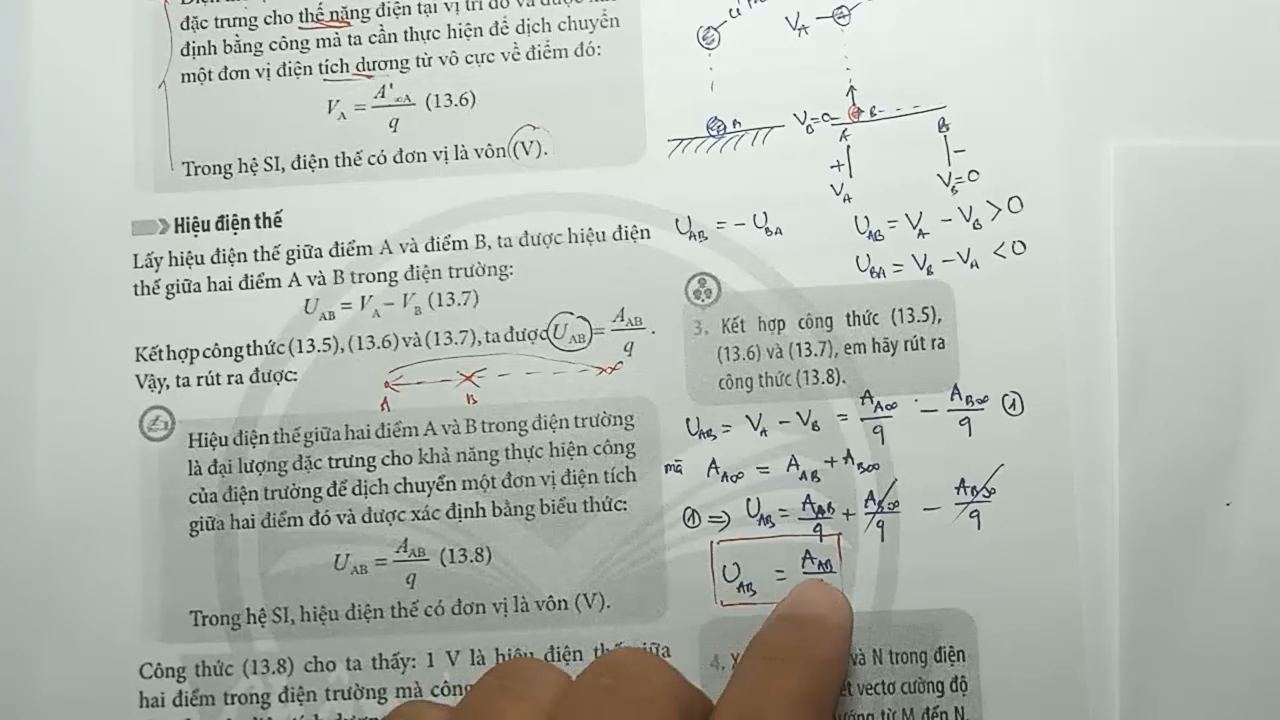 đặc trưng cho thế năng điện tại vị trí đó và được xác
định bằng công mà ta cần thực hiện để dịch chuyển
một đơn vị điện tích dương từ vô cực về điểm đó:
V_A = A'_∞A / q (13.6)
Trong hệ SI, điện thế có đơn vị là vôn (V).
Hiệu điện thế
Lấy hiệu điện thế giữa điểm A và điểm B, ta được hiệu điện
thế giữa hai điểm A và B trong điện trường:
U_AB = V_A – V_B (13.7)
Kết hợp công thức (13.5), (13.6) và (13.7), ta được U_AB = A_AB / q .
Vậy, ta rút ra được:
A B
Hiệu điện thế giữa hai điểm A và B trong điện trường
là đại lượng đặc trưng cho khả năng thực hiện công
của điện trường để dịch chuyển một đơn vị điện tích
giữa hai điểm đó và được xác định bằng biểu thức:
U_AB = A_AB / q (13.8)
Trong hệ SI, hiệu điện thế có đơn vị là vôn (V).
Công thức (13.8) cho ta thấy: 1 V là hiệu điện thế giữa
hai điểm trong điện trường mà công
V_A
V_B=0 B
A B
+ –
V_A V_B=0
U_AB = – U_BA
U_AB = V_A – V_B > 0
U_BA = V_B – V_A < 0
3. Kết hợp công thức (13.5),
(13.6) và (13.7), em hãy rút ra
công thức (13.8).
U_AB = V_A – V_B = A_A∞ / q – A_B∞ / q (1)
mà A_A∞ = A_AB + A_B∞
(1) => U_AB = A_AB / q + A_B∞ / q – A_B∞ / q
U_AB = A_AB
4. và N trong điện
vectơ cường độ
từ M đến N.